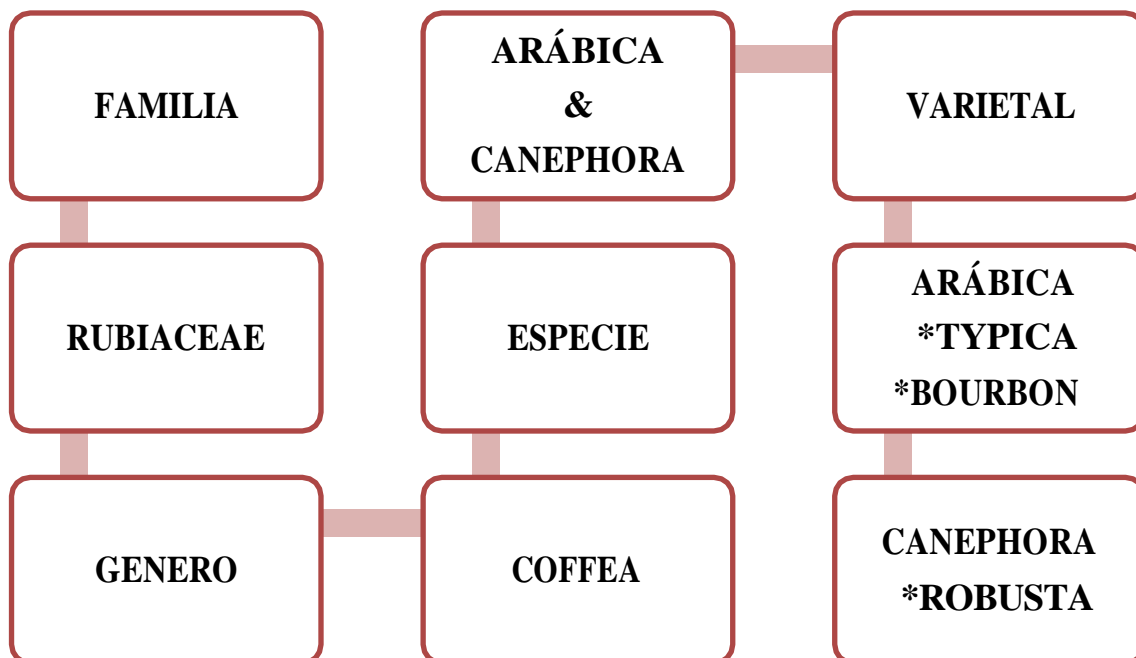 FAMILIA
RUBIACEAE
GENERO
COFFEA
ESPECIE
ARÁBICA
&
CANEPHORA
VARIETAL
ARÁBICA
*TYPICA
*BOURBON
CANEPHORA
*ROBUSTA